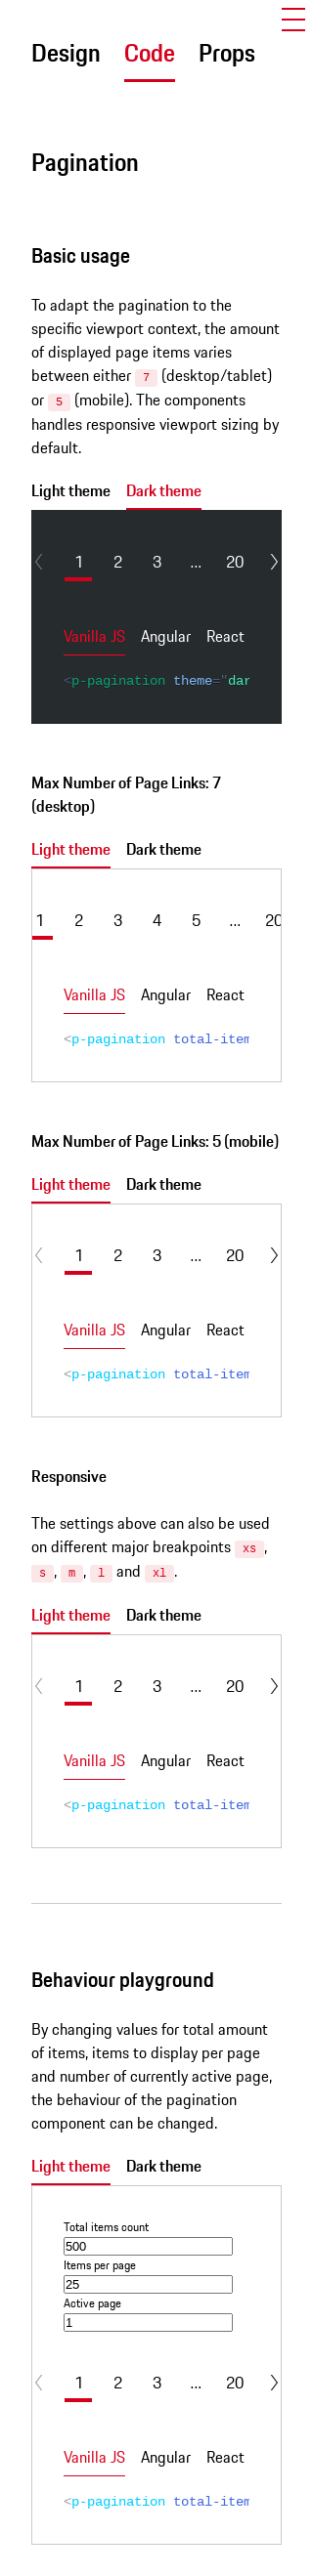 Design Code Props
Pagination
Basic usage
To adapt the pagination to the
specific viewport context, the amount
of displayed page items varies
between either 7 (desktop/tablet)
or 5 (mobile). The components
handles responsive viewport sizing by
default.
Light theme Dark theme
1 2 3 ... 20
Vanilla JS Angular React
<p-pagination theme="dar
Max Number of Page Links: 7
(desktop)
Light theme Dark theme
1 2 3 4 5 ... 20
Vanilla JS Angular React
<p-pagination total-item
Max Number of Page Links: 5 (mobile)
Light theme Dark theme
1 2 3 ... 20
Vanilla JS Angular React
<p-pagination total-item
Responsive
The settings above can also be used
on different major breakpoints xs,
s, m, l and xl.
Light theme Dark theme
1 2 3 ... 20
Vanilla JS Angular React
<p-pagination total-item
Behaviour playground
By changing values for total amount
of items, items to display per page
and number of currently active page,
the behaviour of the pagination
component can be changed.
Light theme Dark theme
Total items count
500
Items per page
25
Active page
1
1 2 3 ... 20
Vanilla JS Angular React
<p-pagination total-item